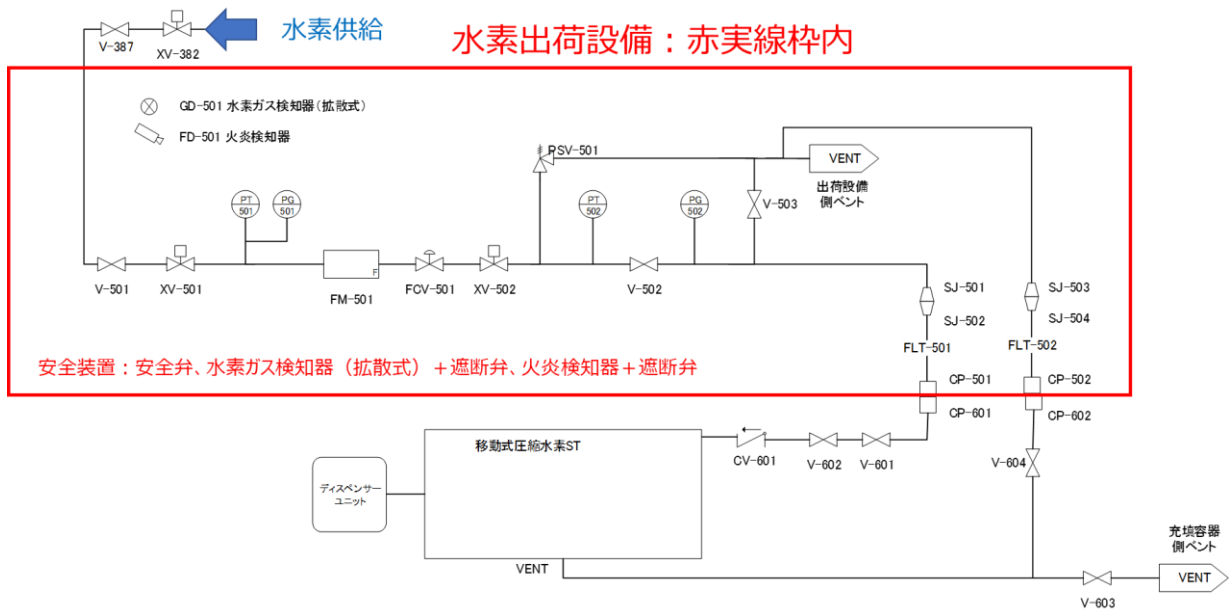 水素供給
水素出荷設備：赤実線枠内
V-387
XV-382
GD-501 水素ガス検知器(拡散式)
FD-501 火炎検知器
PSV-501
VENT
出荷設備
側ベント
PT
501
PG
501
PT
502
PG
502
V-503
V-501
XV-501
F
FM-501
FCV-501
XV-502
V-502
SJ-501
SJ-502
SJ-503
SJ-504
FLT-501
FLT-502
安全装置：安全弁、水素ガス検知器（拡散式）＋遮断弁、火炎検知器＋遮断弁
CP-501
CP-601
CP-502
CP-602
移動式圧縮水素ST
CV-601
V-602
V-601
V-604
ディスペンサー
ユニット
VENT
充填容器
側ベント
VENT
V-603